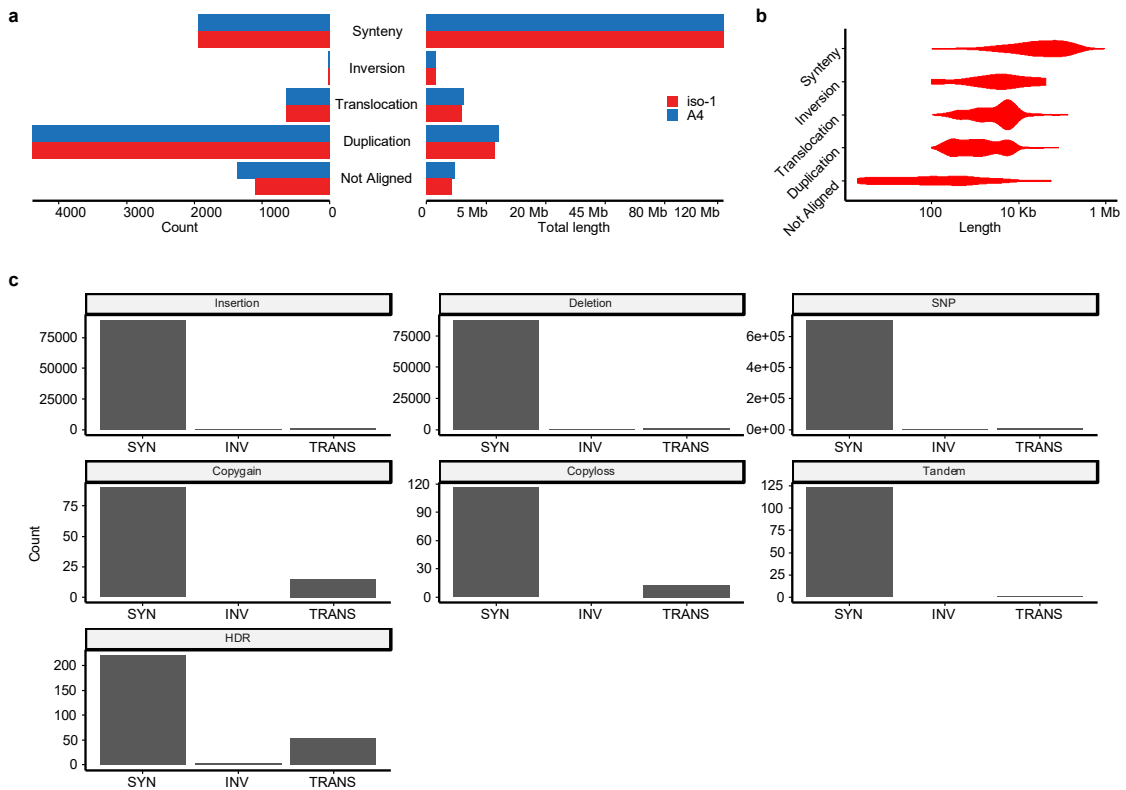 a
Synteny
Inversion
Translocation
Duplication
Not Aligned
iso-1
A4
4000 3000 2000 1000 0
Count
0 5 Mb 20 Mb 45 Mb 80 Mb 120 Mb
Total length
b
Synteny
Inversion
Translocation
Duplication
Not Aligned
100 10 Kb 1 Mb
Length
c
Count
Insertion
75000
50000
25000
0
SYN INV TRANS
Deletion
75000
50000
25000
0
SYN INV TRANS
SNP
6e+05
4e+05
2e+05
0e+00
SYN INV TRANS
Copygain
75
50
25
0
SYN INV TRANS
Copyloss
120
90
60
30
0
SYN INV TRANS
Tandem
125
100
75
50
25
0
SYN INV TRANS
HDR
200
150
100
50
0
SYN INV TRANS